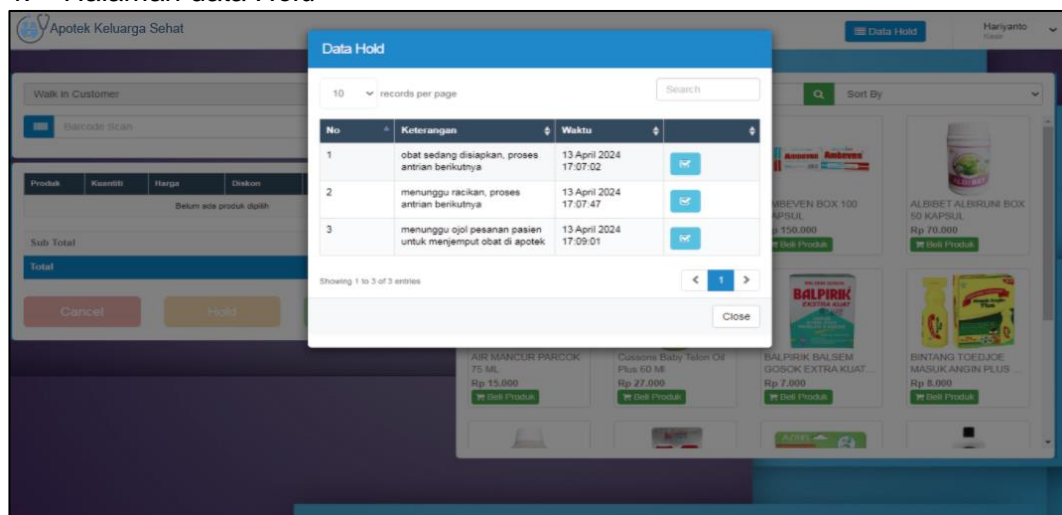 Apotek Keluarga Sehat
Data Hold
Hariyanto
Kasir
Data Hold
Walk in Customer
Sort By
Barcode Scan
10 records per page
Search
No Keterangan Waktu
1 obat sedang disiapkan, proses antrian berikutnya 13 April 2024 17:07:02
2 menunggu racikan, proses antrian berikutnya 13 April 2024 17:07:47
3 menunggu ojol pesanan pasien untuk menjemput obat di apotek 13 April 2024 17:09:01
Showing 1 to 3 of 3 entries
1
Close
Produk Kuantiti Harga Diskon
Belum ada produk dipilih
Sub Total
Total
Cancel
Hold
Ambeven Ambeven
BOX 100
150.000
Beli Produk
ALBIBET ALBIRUNI BOX
50 KAPSUL
Rp 70.000
Beli Produk
BALPIRIK
EXTRA KUAT
AIR MANCUR PARCOK
75 ML
Rp 15.000
Beli Produk
Cussons Baby Telon Oil
Plus 60 Ml
Rp 27.000
Beli Produk
BALPIRIK BALSEM
GOSOK EXTRA KUAT...
Rp 7.000
Beli Produk
BINTANG TOEDJOE
MASUK ANGIN PLUS ...
Rp 8.000
Beli Produk